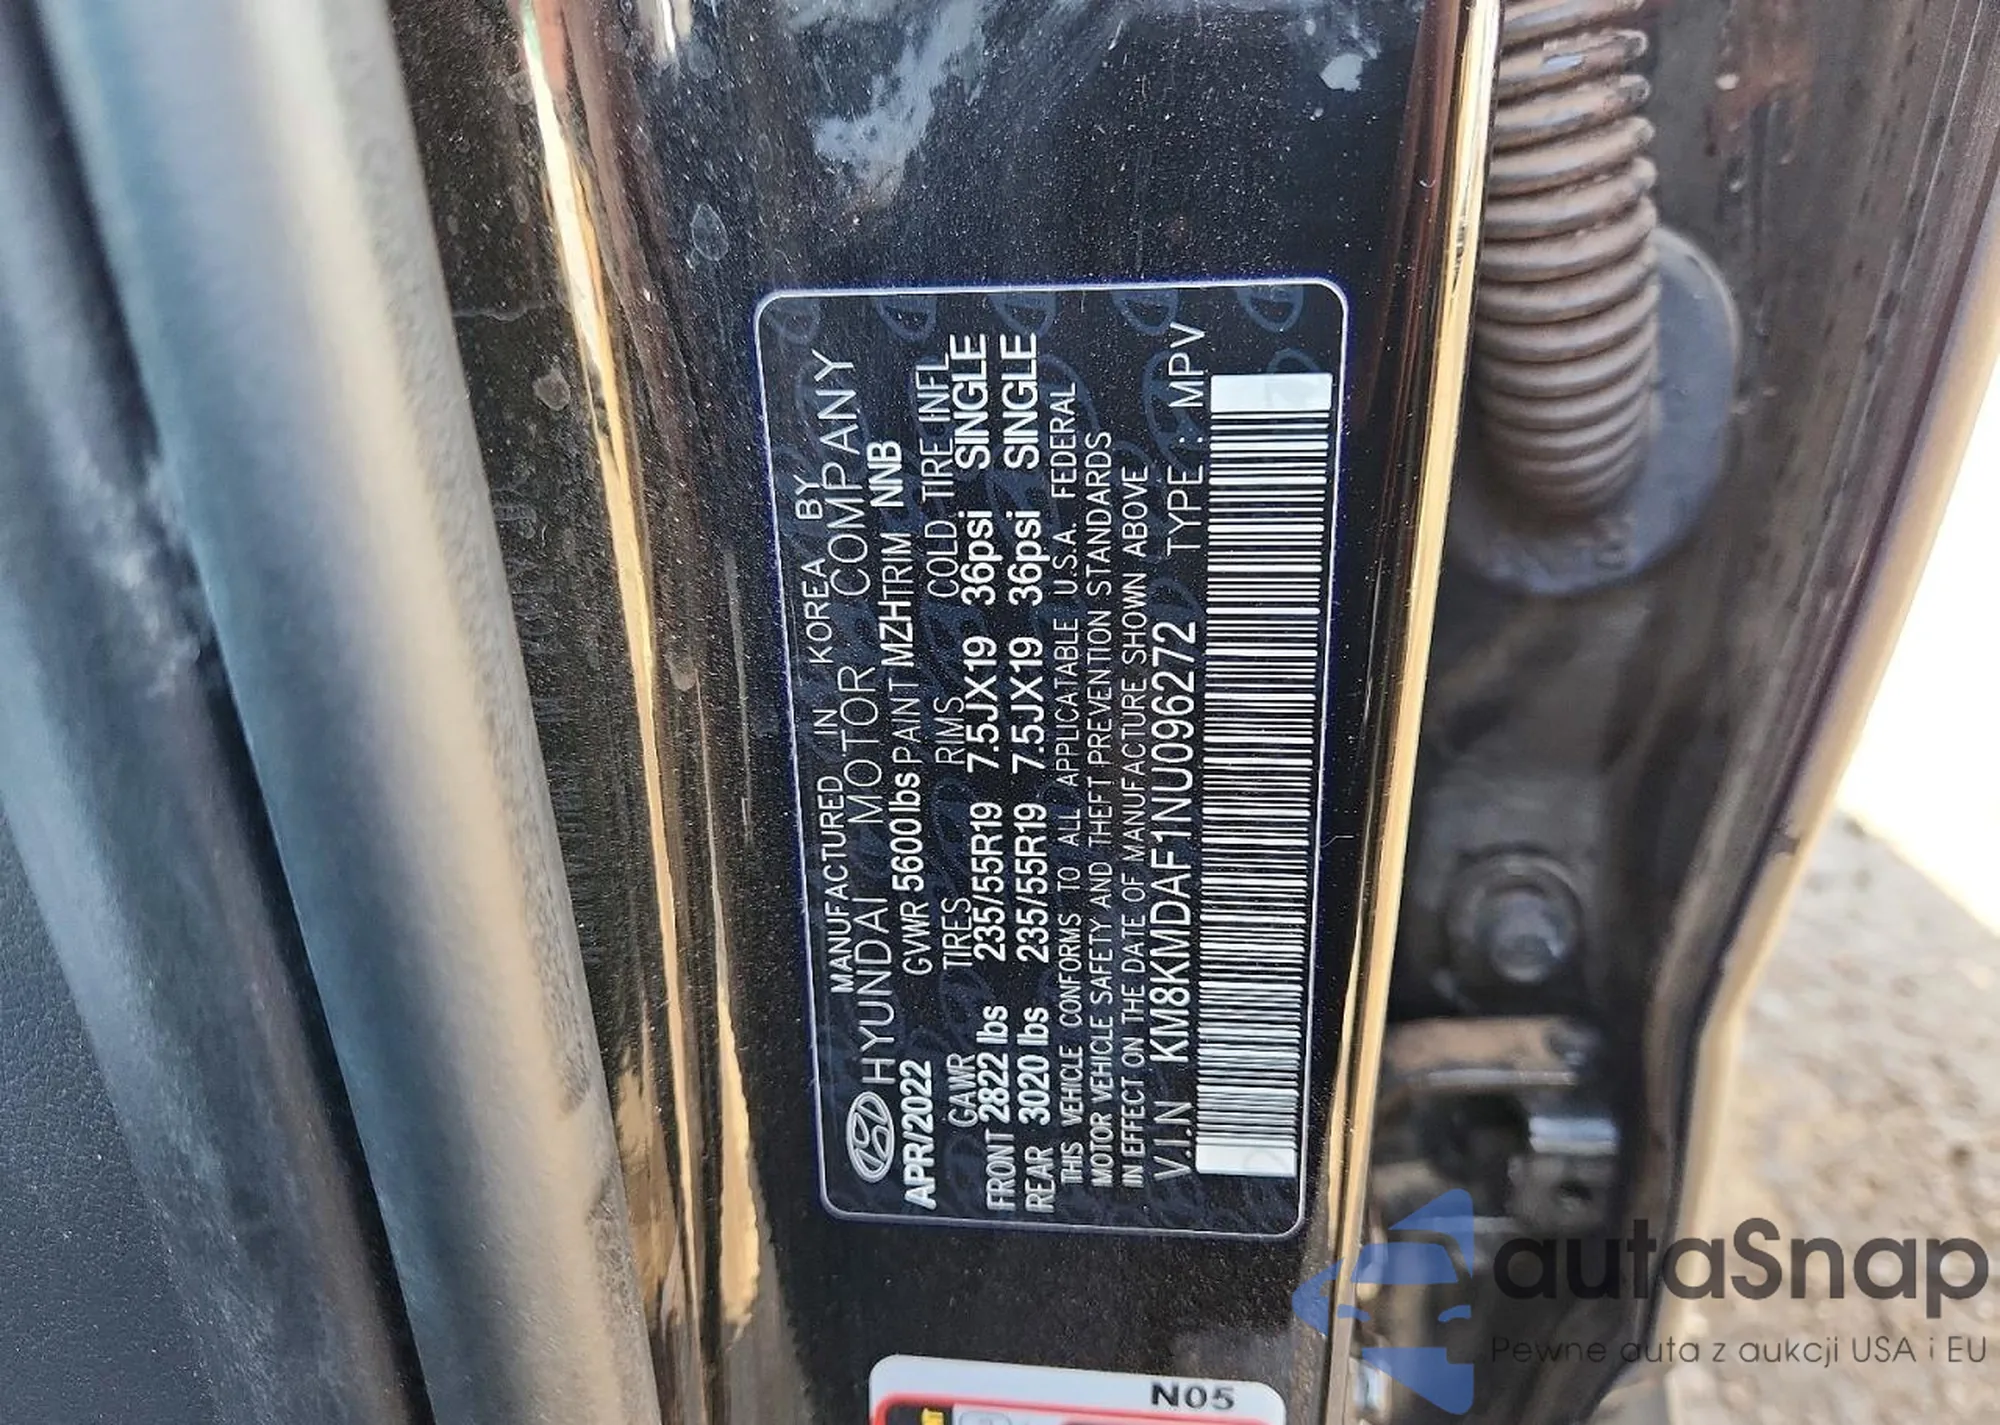 MANUFACTURED IN KOREA BY
HYUNDAI MOTOR COMPANY
APR/2022 GVWR 5600lbs PAINT MZH TRIM NNB
GAWR TIRES RIMS COLD TIRE INFL
FRONT 2822 lbs 235/55R19 7.5JX19 36psi SINGLE
REAR 3020 lbs 235/55R19 7.5JX19 36psi SINGLE
THIS VEHICLE CONFORMS TO ALL APPLICATABLE U.S.A. FEDERAL
MOTOR VEHICLE SAFETY AND THEFT PREVENTION STANDARDS
IN EFFECT ON THE DATE OF MANUFACTURE SHOWN ABOVE
V.I.N KM8KMDAF1NU096272 TYPE : MPV
N05
autaSnap
Pewne auta z aukcji USA i EU